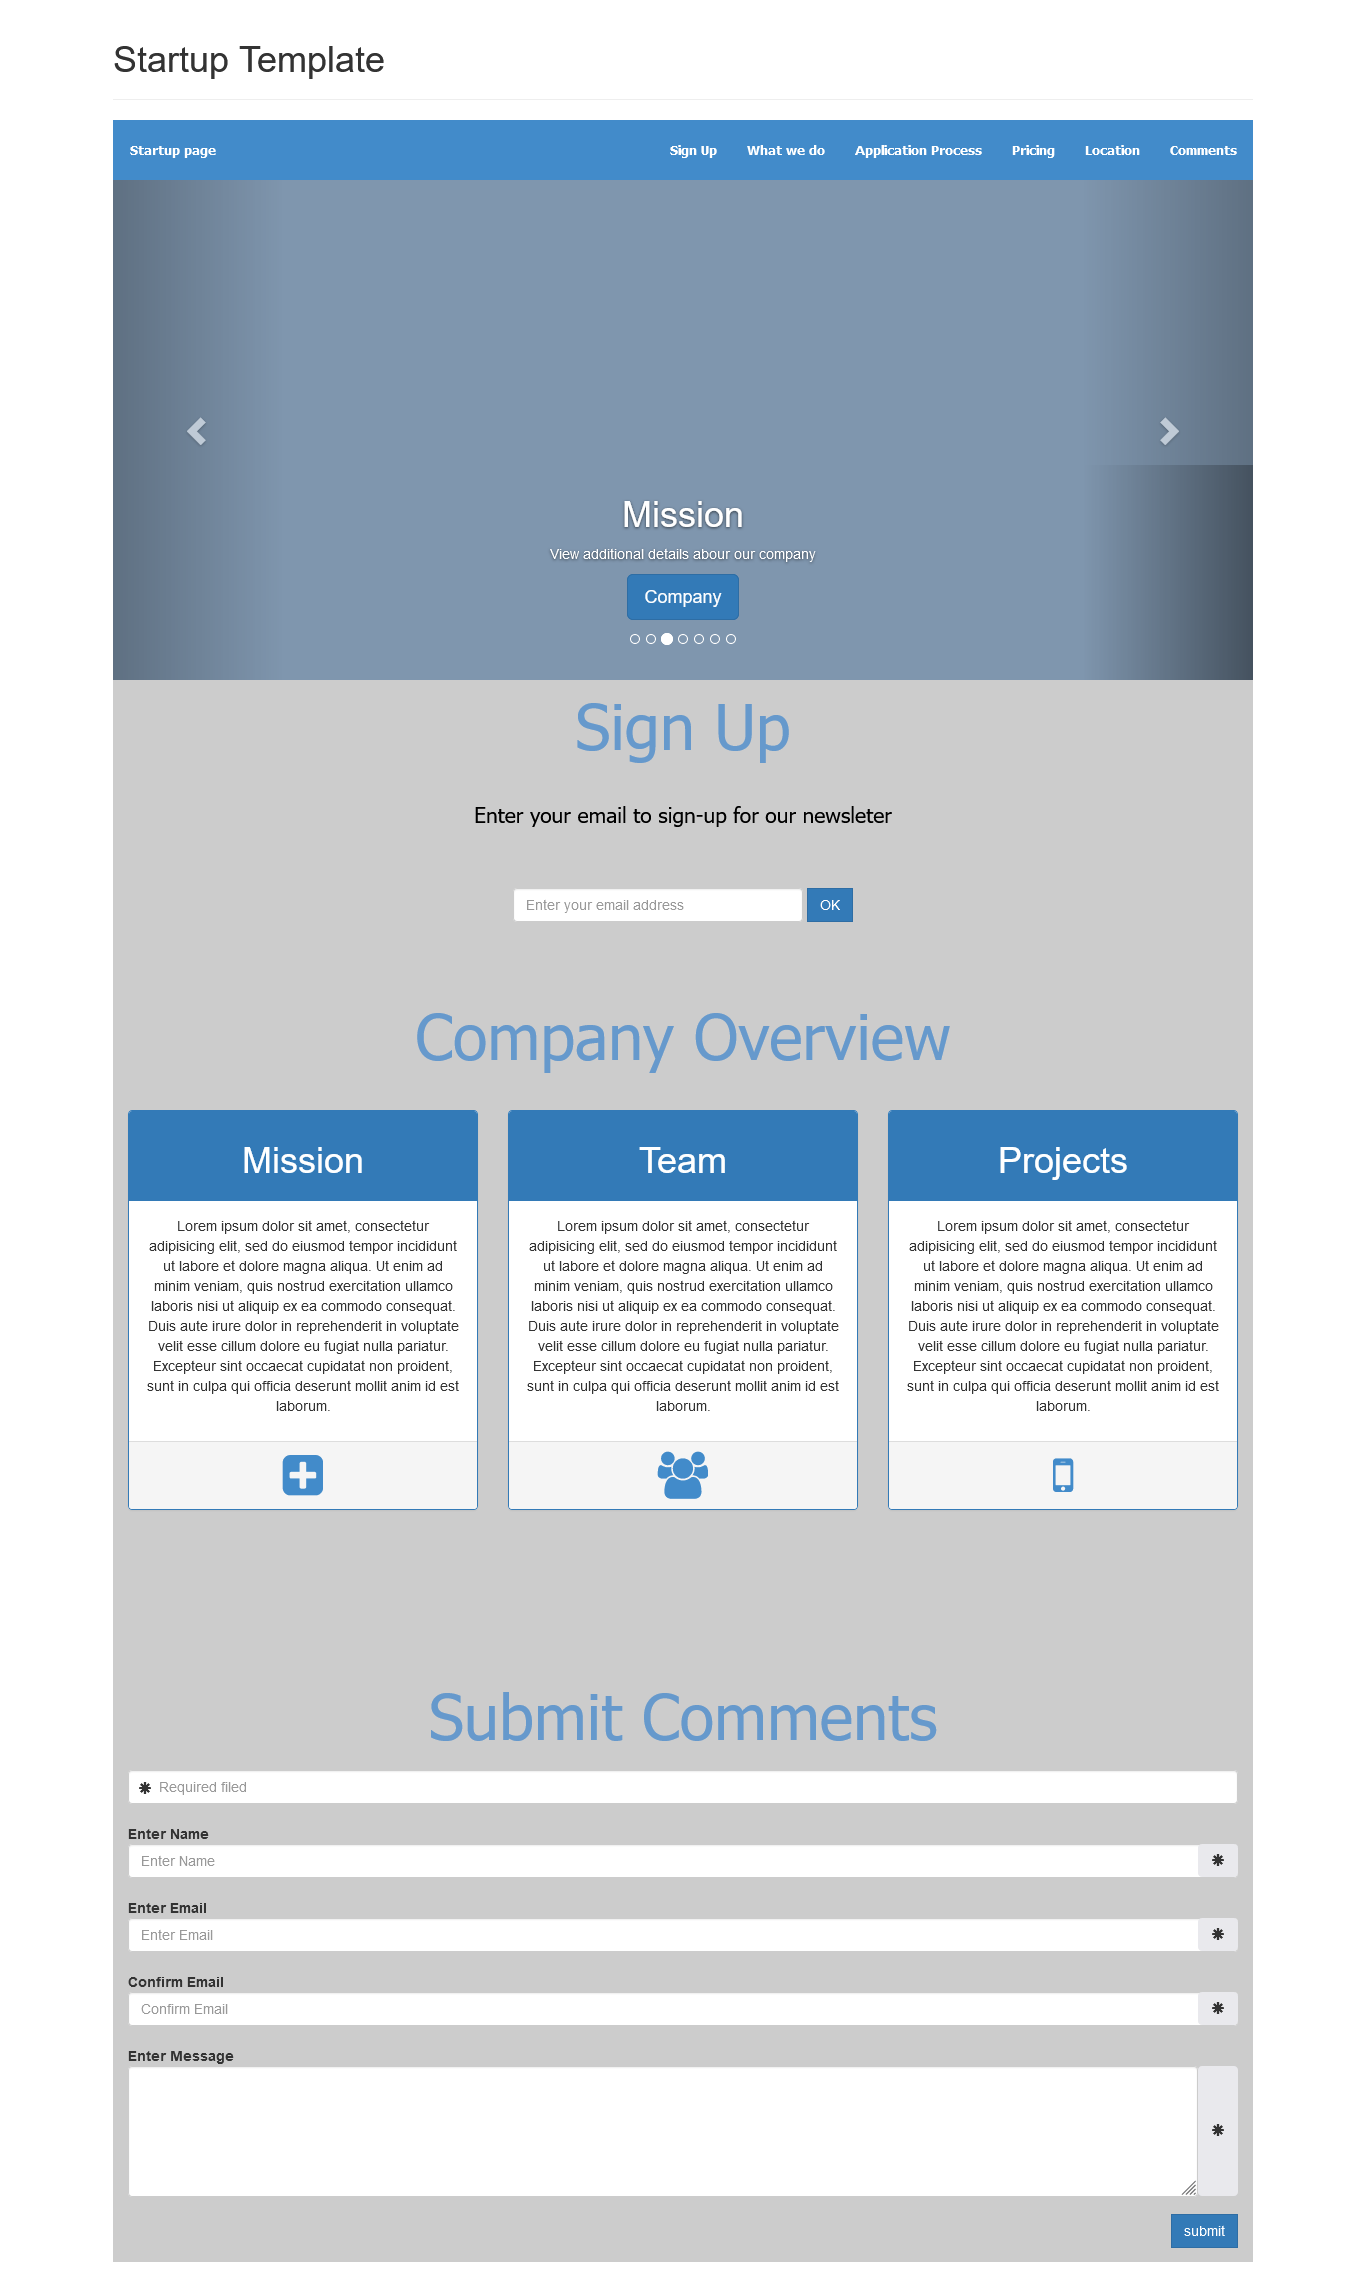 Startup Template
Startup page
Sign Up
What we do
Application Process
Pricing
Location
Comments
Mission
View additional details abour our company
Company
Sign Up
Enter your email to sign-up for our newsleter
Enter your email address
OK
Company Overview
Mission
Lorem ipsum dolor sit amet, consectetur
adipisicing elit, sed do eiusmod tempor incididunt
ut labore et dolore magna aliqua. Ut enim ad
minim veniam, quis nostrud exercitation ullamco
laboris nisi ut aliquip ex ea commodo consequat.
Duis aute irure dolor in reprehenderit in voluptate
velit esse cillum dolore eu fugiat nulla pariatur.
Excepteur sint occaecat cupidatat non proident,
sunt in culpa qui officia deserunt mollit anim id est
laborum.
Team
Lorem ipsum dolor sit amet, consectetur
adipisicing elit, sed do eiusmod tempor incididunt
ut labore et dolore magna aliqua. Ut enim ad
minim veniam, quis nostrud exercitation ullamco
laboris nisi ut aliquip ex ea commodo consequat.
Duis aute irure dolor in reprehenderit in voluptate
velit esse cillum dolore eu fugiat nulla pariatur.
Excepteur sint occaecat cupidatat non proident,
sunt in culpa qui officia deserunt mollit anim id est
laborum.
Projects
Lorem ipsum dolor sit amet, consectetur
adipisicing elit, sed do eiusmod tempor incididunt
ut labore et dolore magna aliqua. Ut enim ad
minim veniam, quis nostrud exercitation ullamco
laboris nisi ut aliquip ex ea commodo consequat.
Duis aute irure dolor in reprehenderit in voluptate
velit esse cillum dolore eu fugiat nulla pariatur.
Excepteur sint occaecat cupidatat non proident,
sunt in culpa qui officia deserunt mollit anim id est
laborum.
Submit Comments
Required filed
Enter Name
Enter Name
Enter Email
Enter Email
Confirm Email
Confirm Email
Enter Message
submit